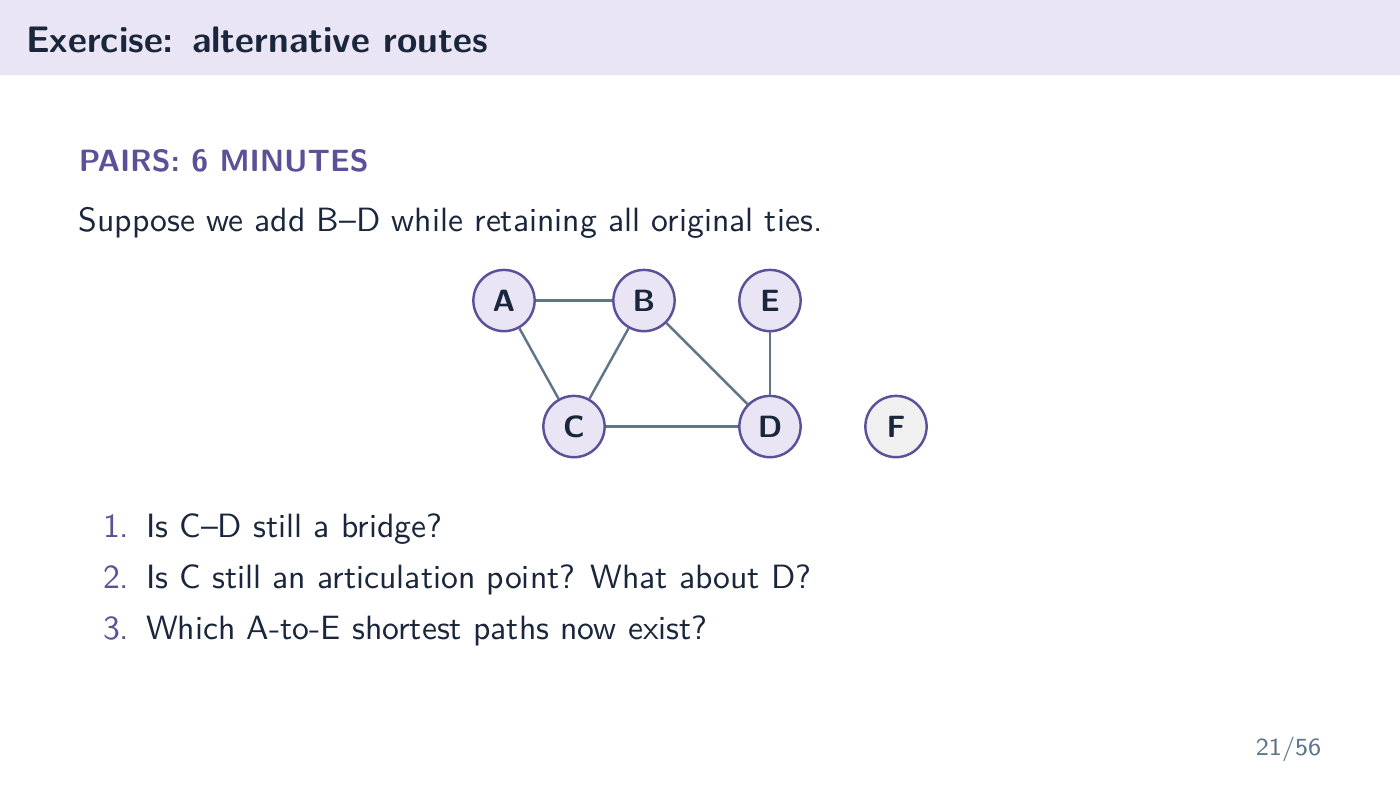 Exercise: alternative routes
PAIRS: 6 MINUTES
Suppose we add B–D while retaining all original ties.
A B E
C D F
1. Is C–D still a bridge?
2. Is C still an articulation point? What about D?
3. Which A-to-E shortest paths now exist?
21/56